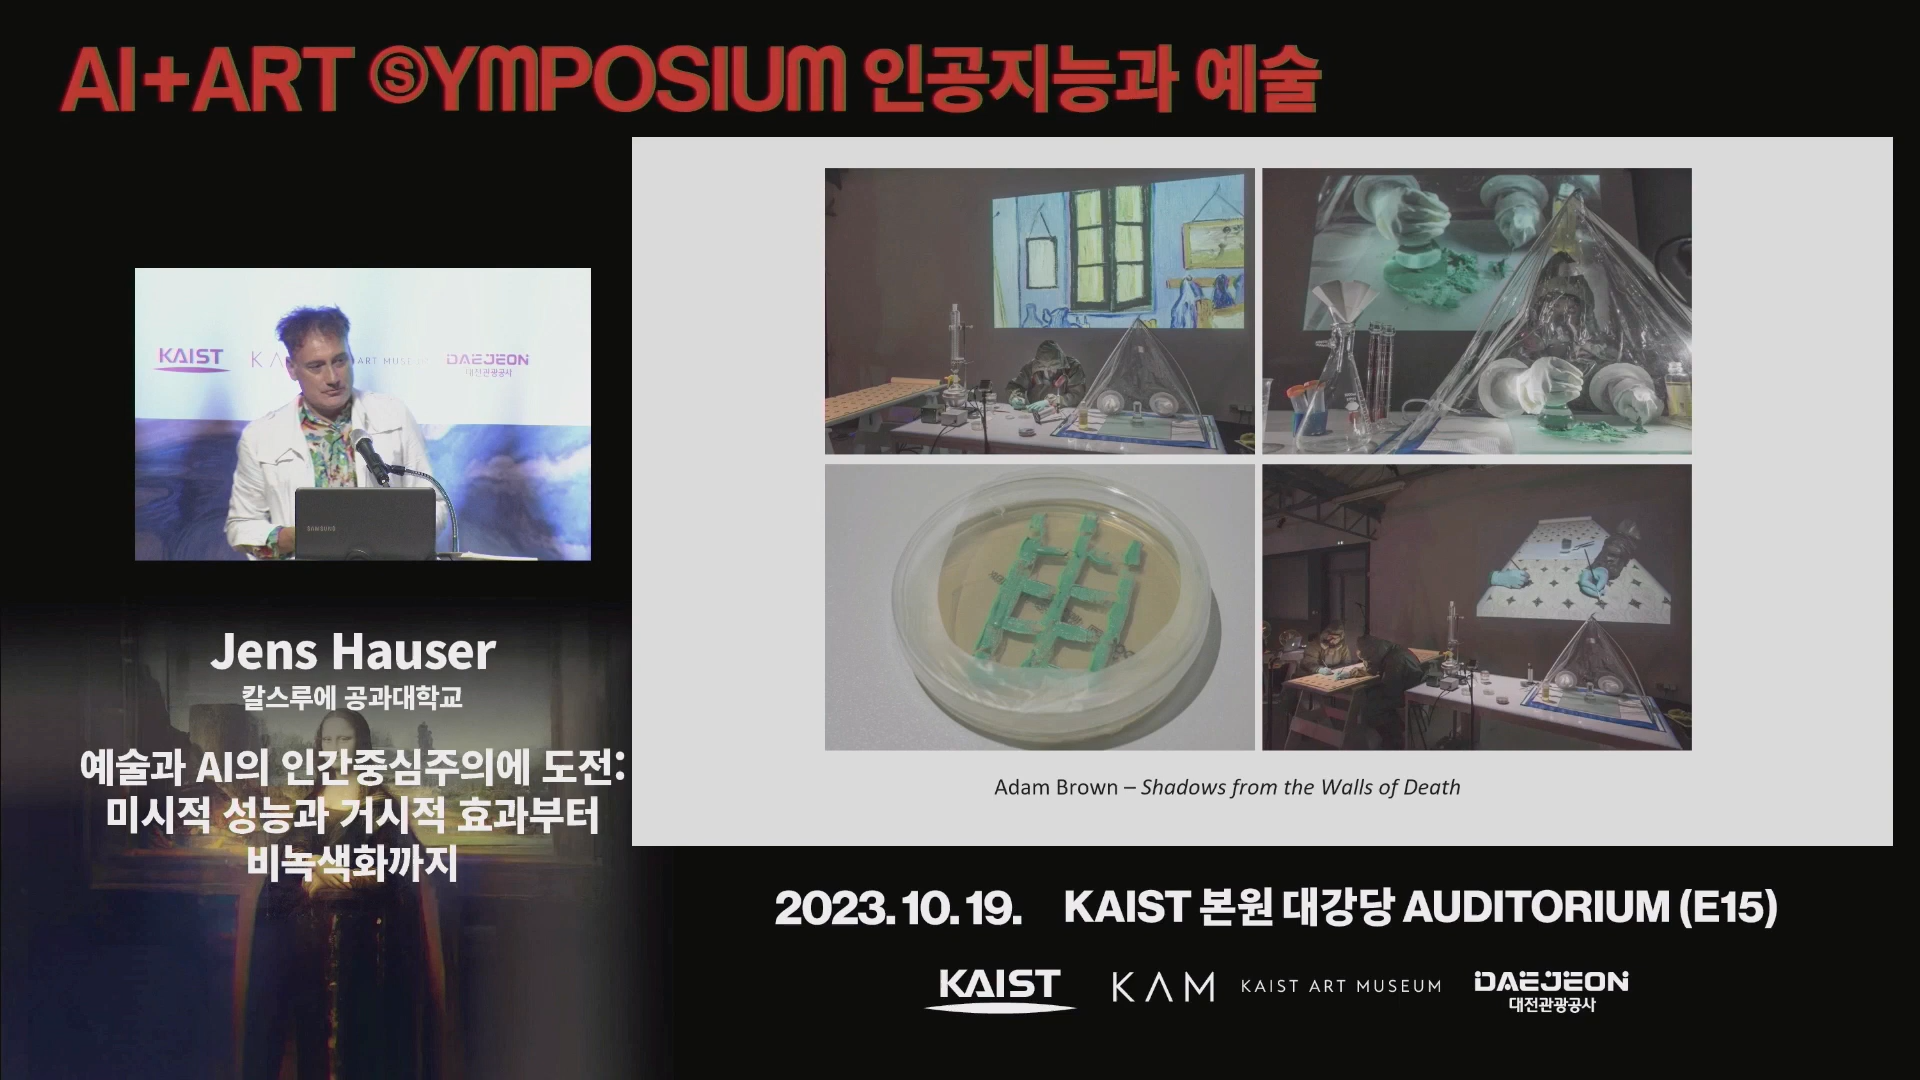 AI+ART SYMPOSIUM 인공지능과 예술
KAIST
ART MUSE
DAEJEON
대전관광공사
SAMSUNG
Jens Hauser
칼스루에 공과대학교
예술과 AI의 인간중심주의에 도전:
미시적 성능과 거시적 효과부터
비녹색화까지
Adam Brown – Shadows from the Walls of Death
2023. 10. 19. KAIST 본원 대강당 AUDITORIUM (E15)
KAIST
KAM KAIST ART MUSEUM
DAEJEON
대전관광공사